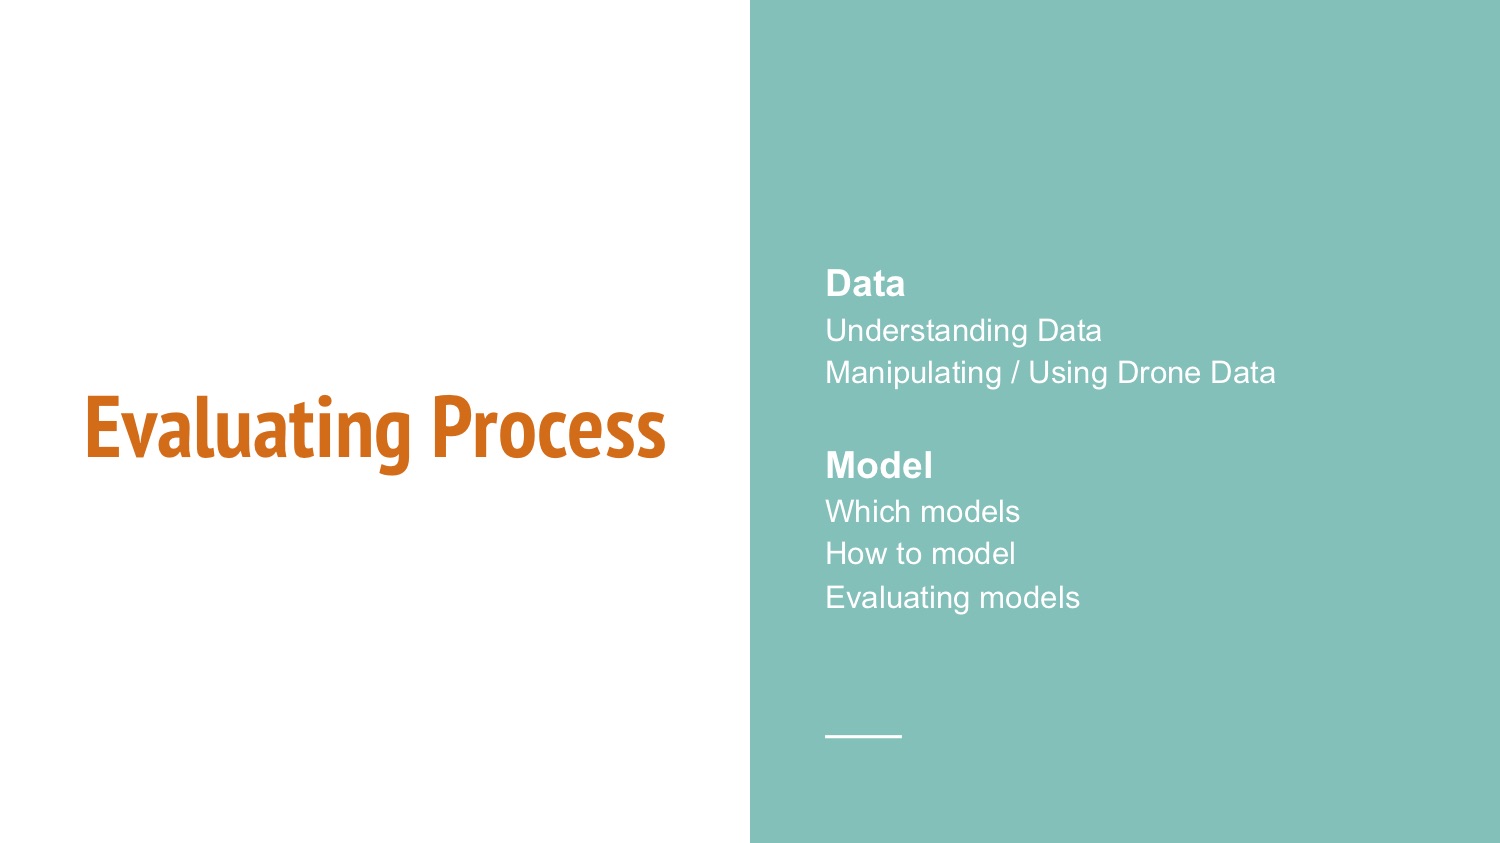 Evaluating Process
Data
Understanding Data
Manipulating / Using Drone Data
Model
Which models
How to model
Evaluating models